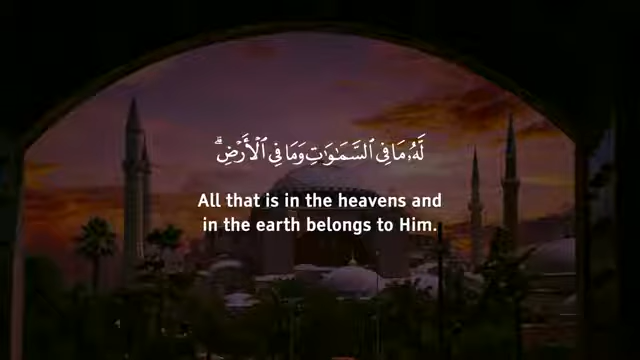 لَهُۥ مَا فِى ٱلسَّمَـٰوَٰتِ وَمَا فِى ٱلْأَرْضِ ۗ
All that is in the heavens and
in the earth belongs to Him.